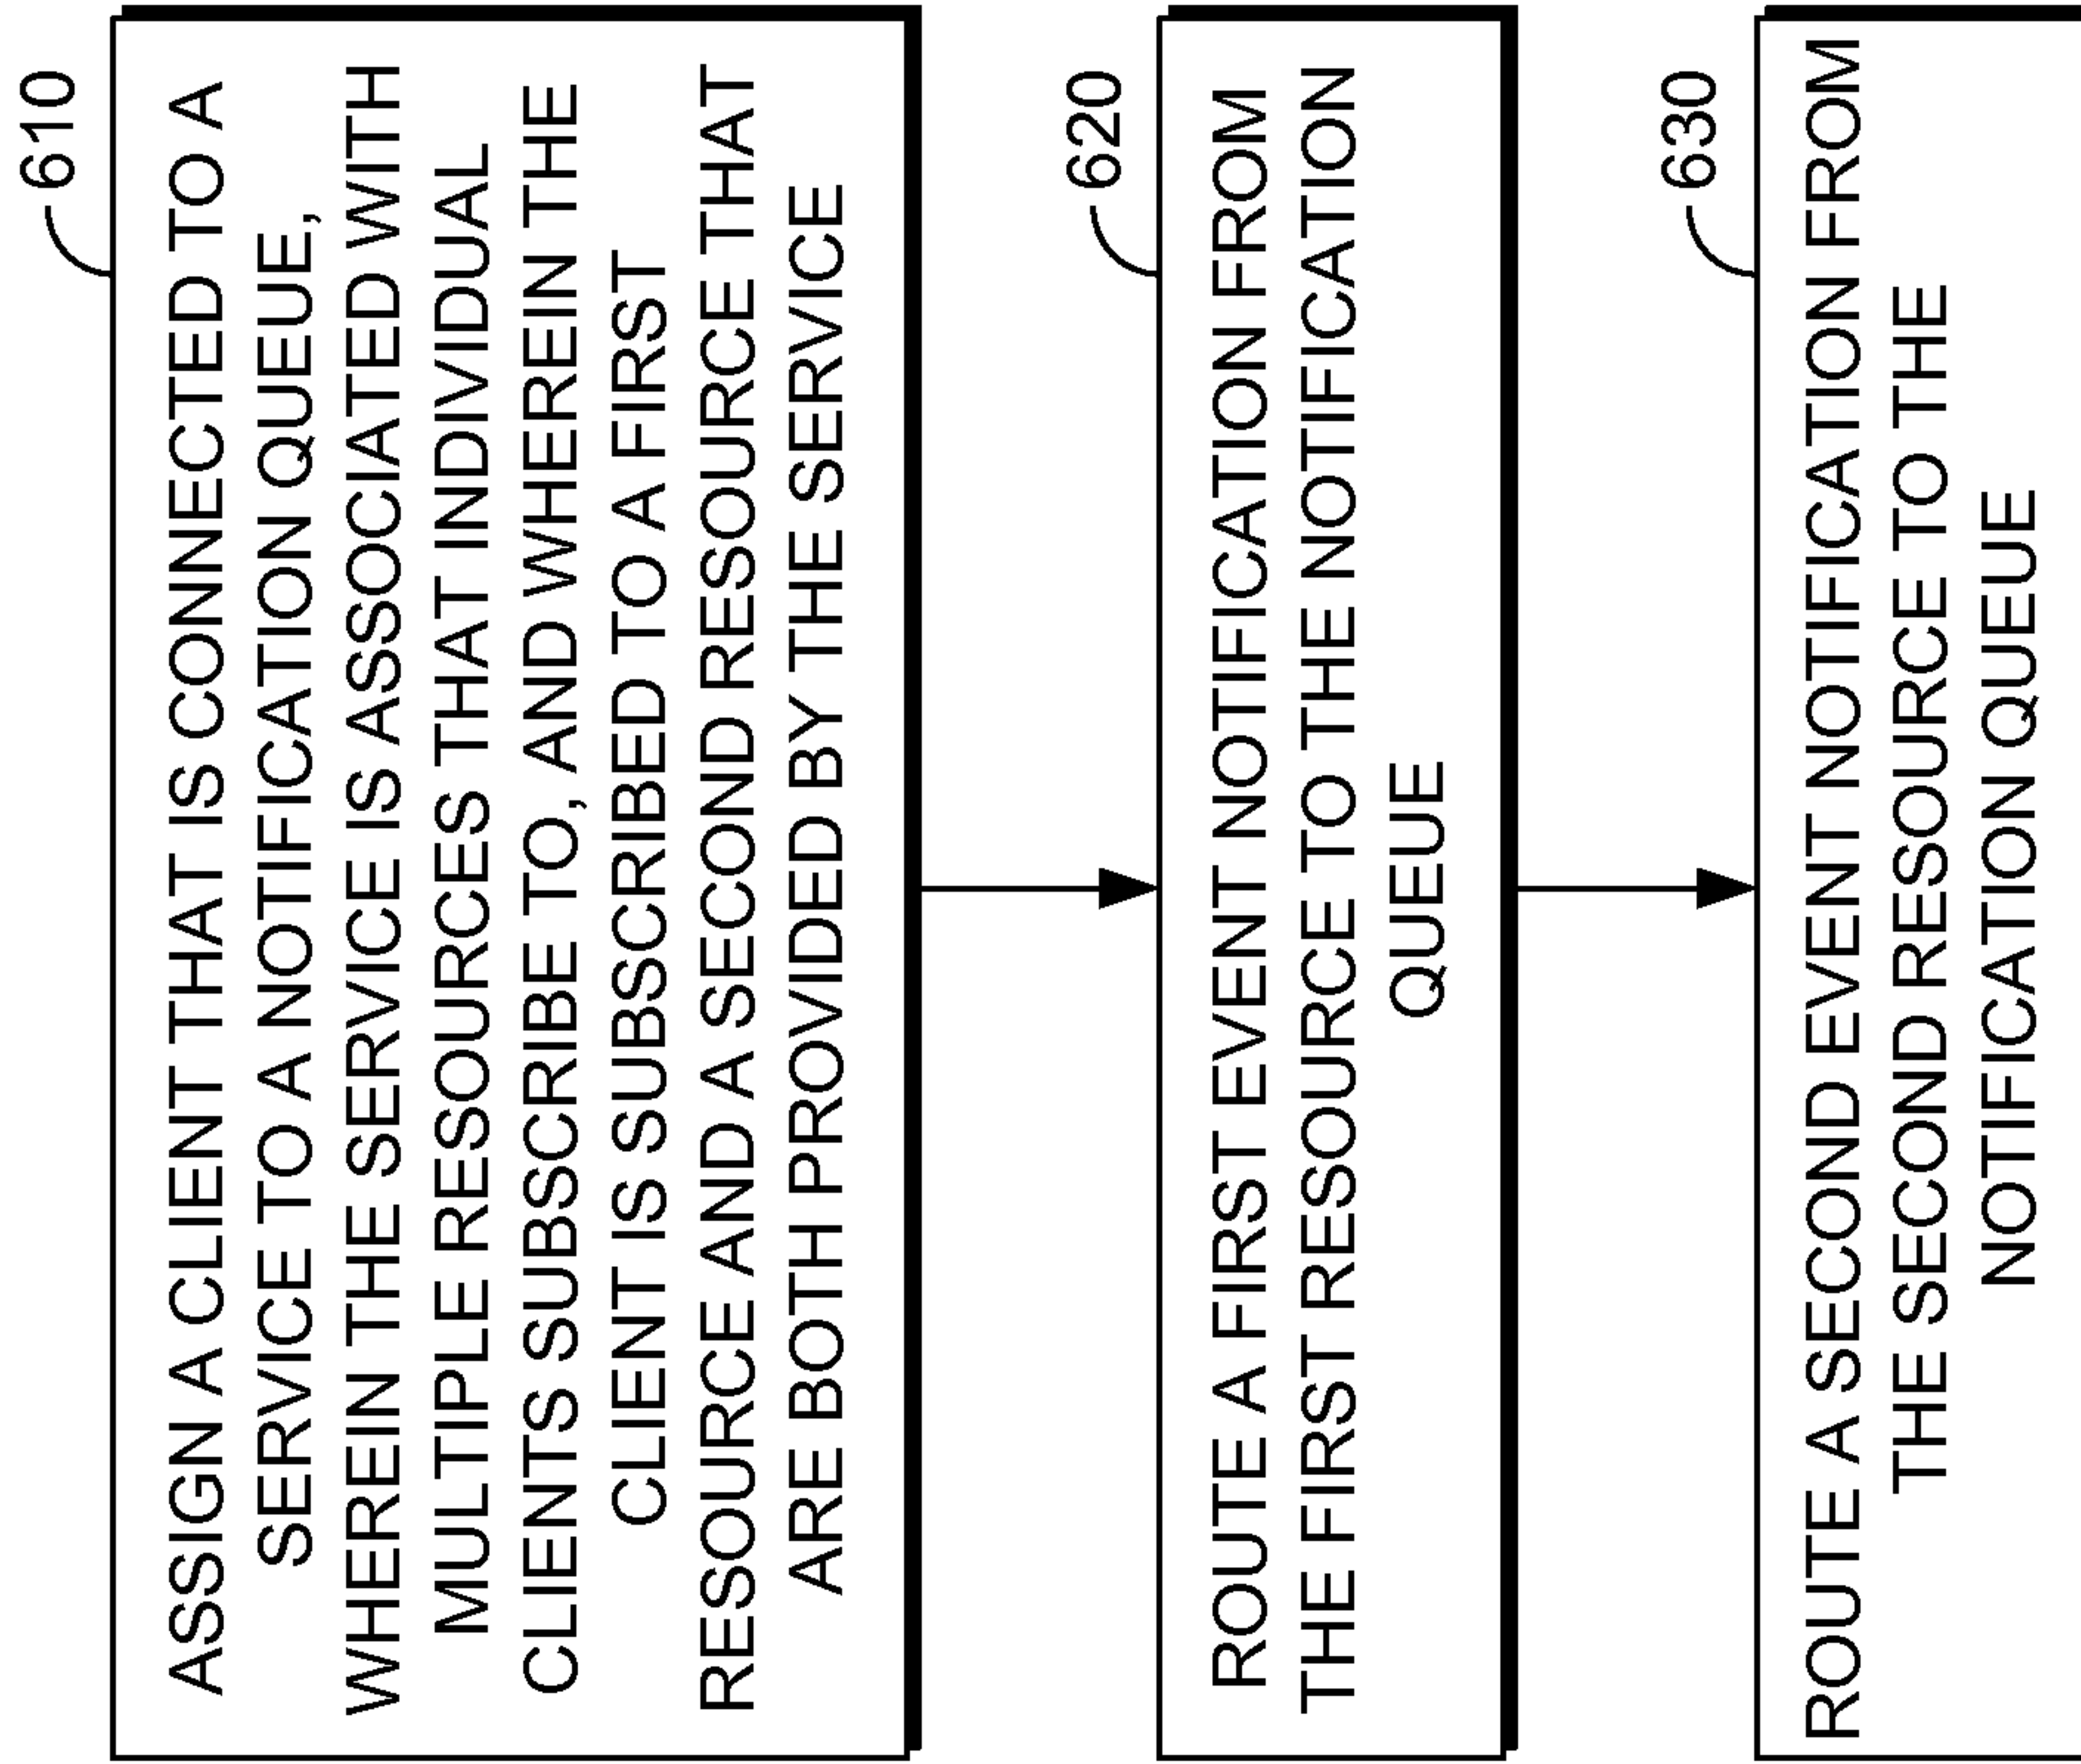 610
ASSIGN A CLIENT THAT IS CONNECTED TO A
SERVICE TO A NOTIFICATION QUEUE,
WHEREIN THE SERVICE IS ASSOCIATED WITH
MULTIPLE RESOURCES THAT INDIVIDUAL
CLIENTS SUBSCRIBE TO, AND WHEREIN THE
CLIENT IS SUBSCRIBED TO A FIRST
RESOURCE AND A SECOND RESOURCE THAT
ARE BOTH PROVIDED BY THE SERVICE
620
ROUTE A FIRST EVENT NOTIFICATION FROM
THE FIRST RESOURCE TO THE NOTIFICATION
QUEUE
630
ROUTE A SECOND EVENT NOTIFICATION FROM
THE SECOND RESOURCE TO THE
NOTIFICATION QUEUE